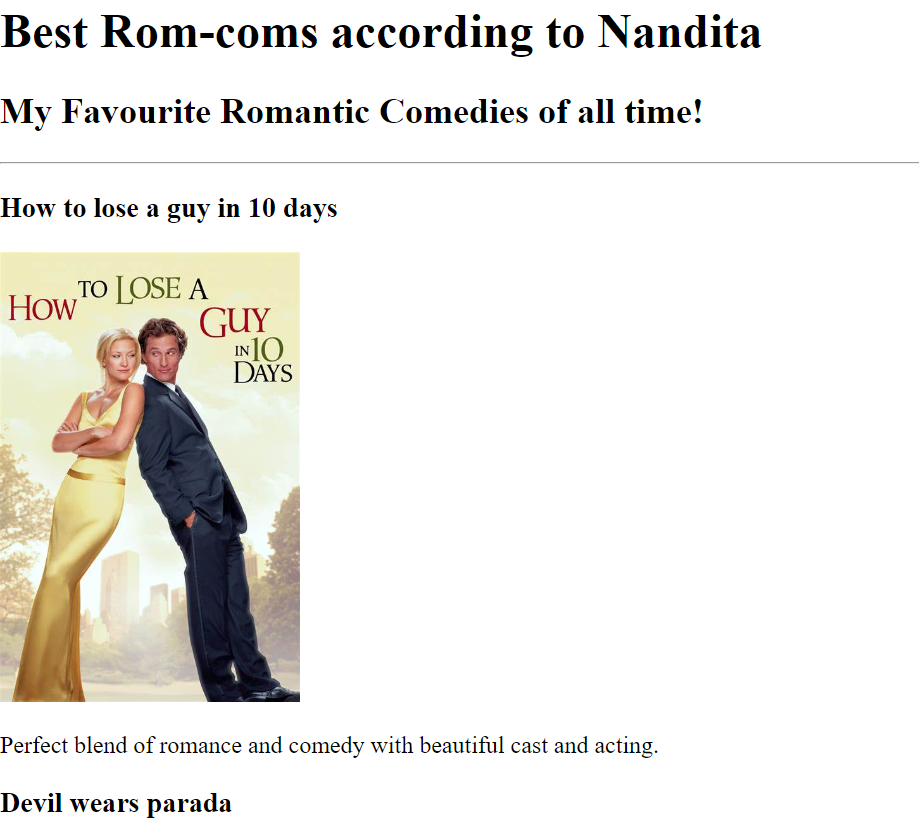 Best Rom-coms according to Nandita
My Favourite Romantic Comedies of all time!
How to lose a guy in 10 days
HOW TO LOSE A
GUY
IN 10
DAYS
Perfect blend of romance and comedy with beautiful cast and acting.
Devil wears parada